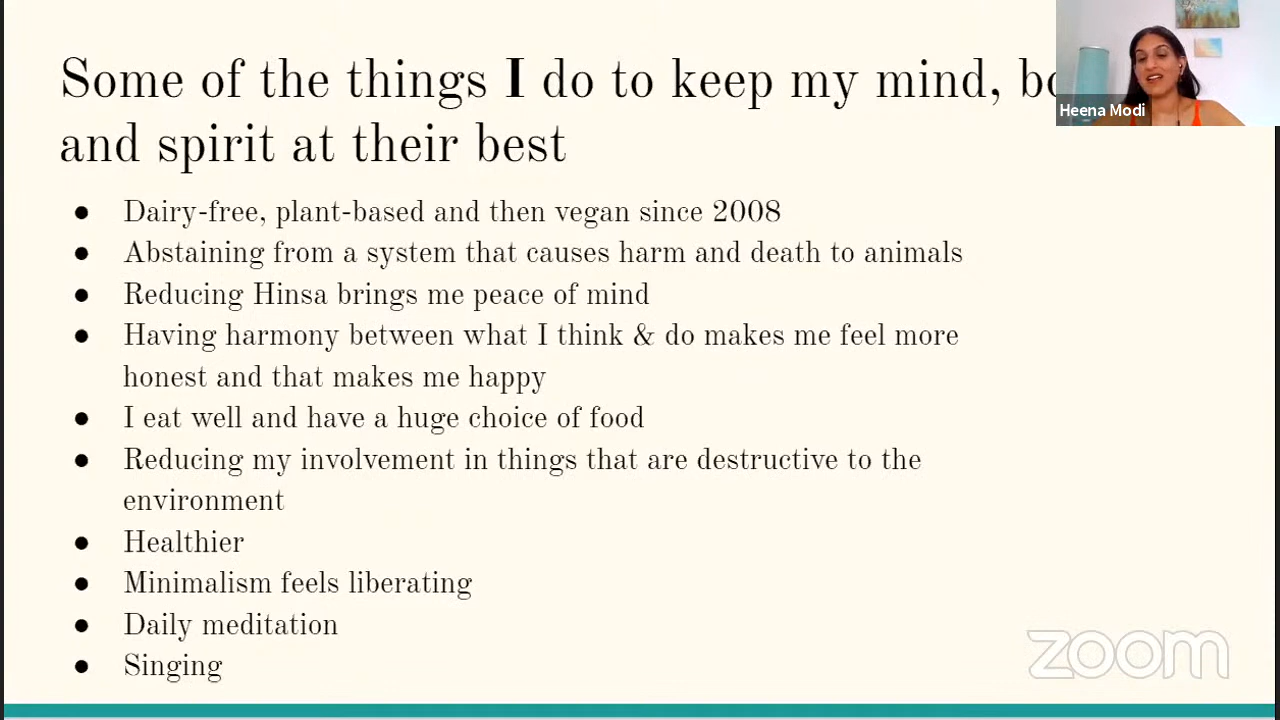 Some of the things I do to keep my mind,
and spirit at their best
Heena Modi
● Dairy-free, plant-based and then vegan since 2008
● Abstaining from a system that causes harm and death to animals
● Reducing Hinsa brings me peace of mind
● Having harmony between what I think & do makes me feel more
honest and that makes me happy
● I eat well and have a huge choice of food
● Reducing my involvement in things that are destructive to the
environment
● Healthier
● Minimalism feels liberating
● Daily meditation
● Singing
zoom